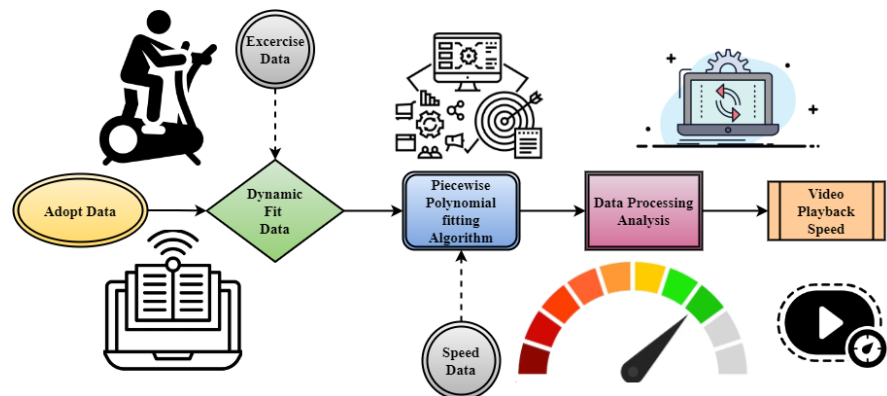 Excercise
Data
Adopt Data
Dynamic
Fit
Data
Piecewise
Polynomial
fitting
Algorithm
Data Processing
Analysis
Video
Playback
Speed
Speed
Data